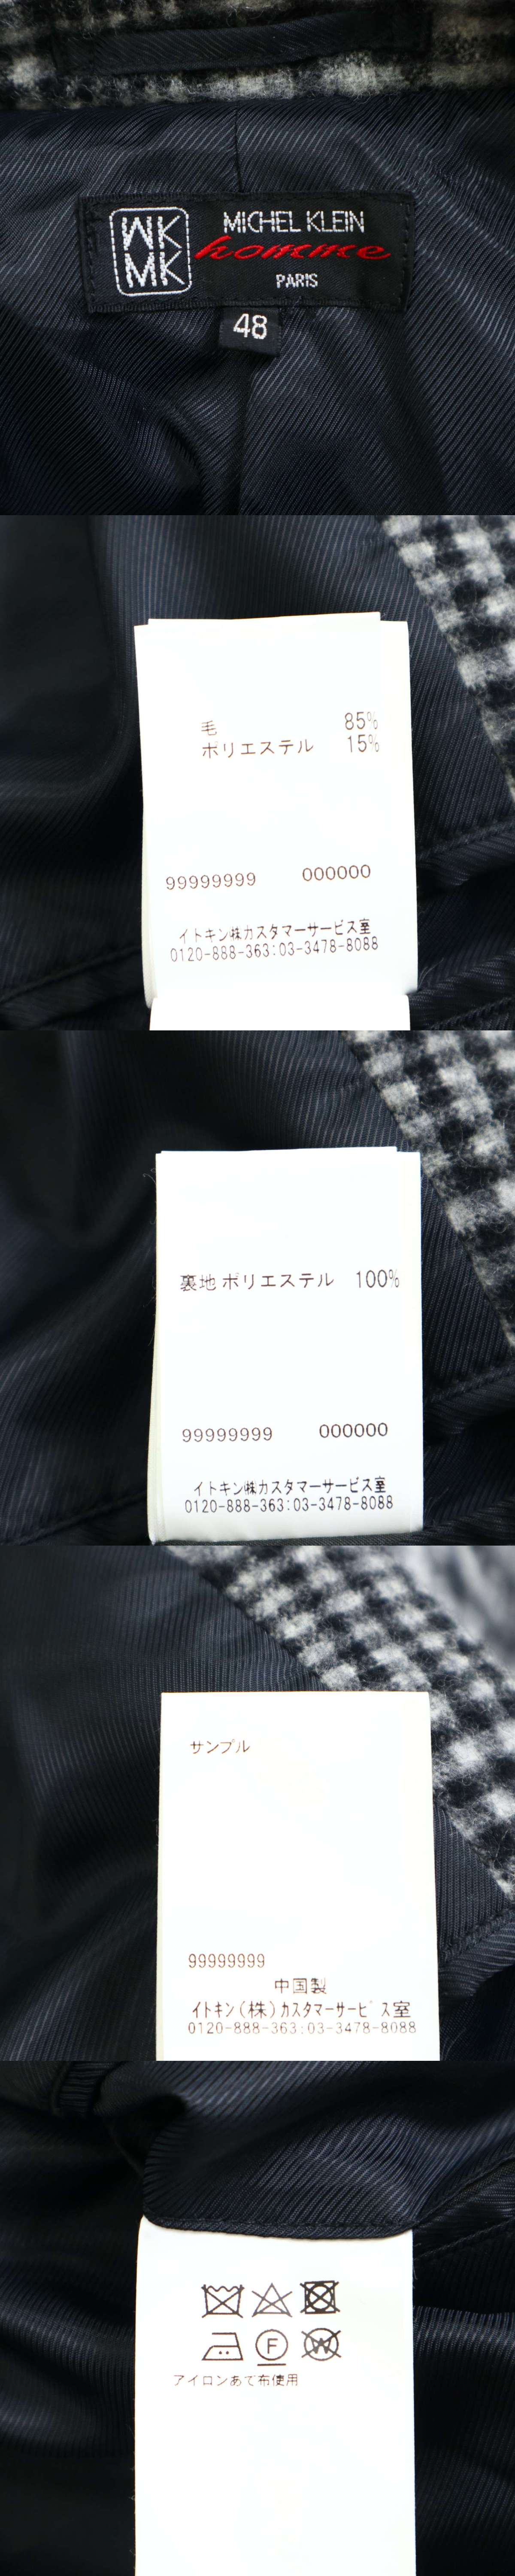 MK
MK
MICHEL KLEIN
homme
PARIS
48
毛 85%
ポリエステル 15%
99999999 000000
イトキン㈱カスタマーサービス室
0120-888-363:03-3478-8088
裏地 ポリエステル 100%
99999999 000000
イトキン㈱カスタマーサービス室
0120-888-363:03-3478-8088
サンプル
99999999
中国製
イトキン(株)カスタマーサービス室
0120-888-363:03-3478-8088
F W
アイロンあて布使用